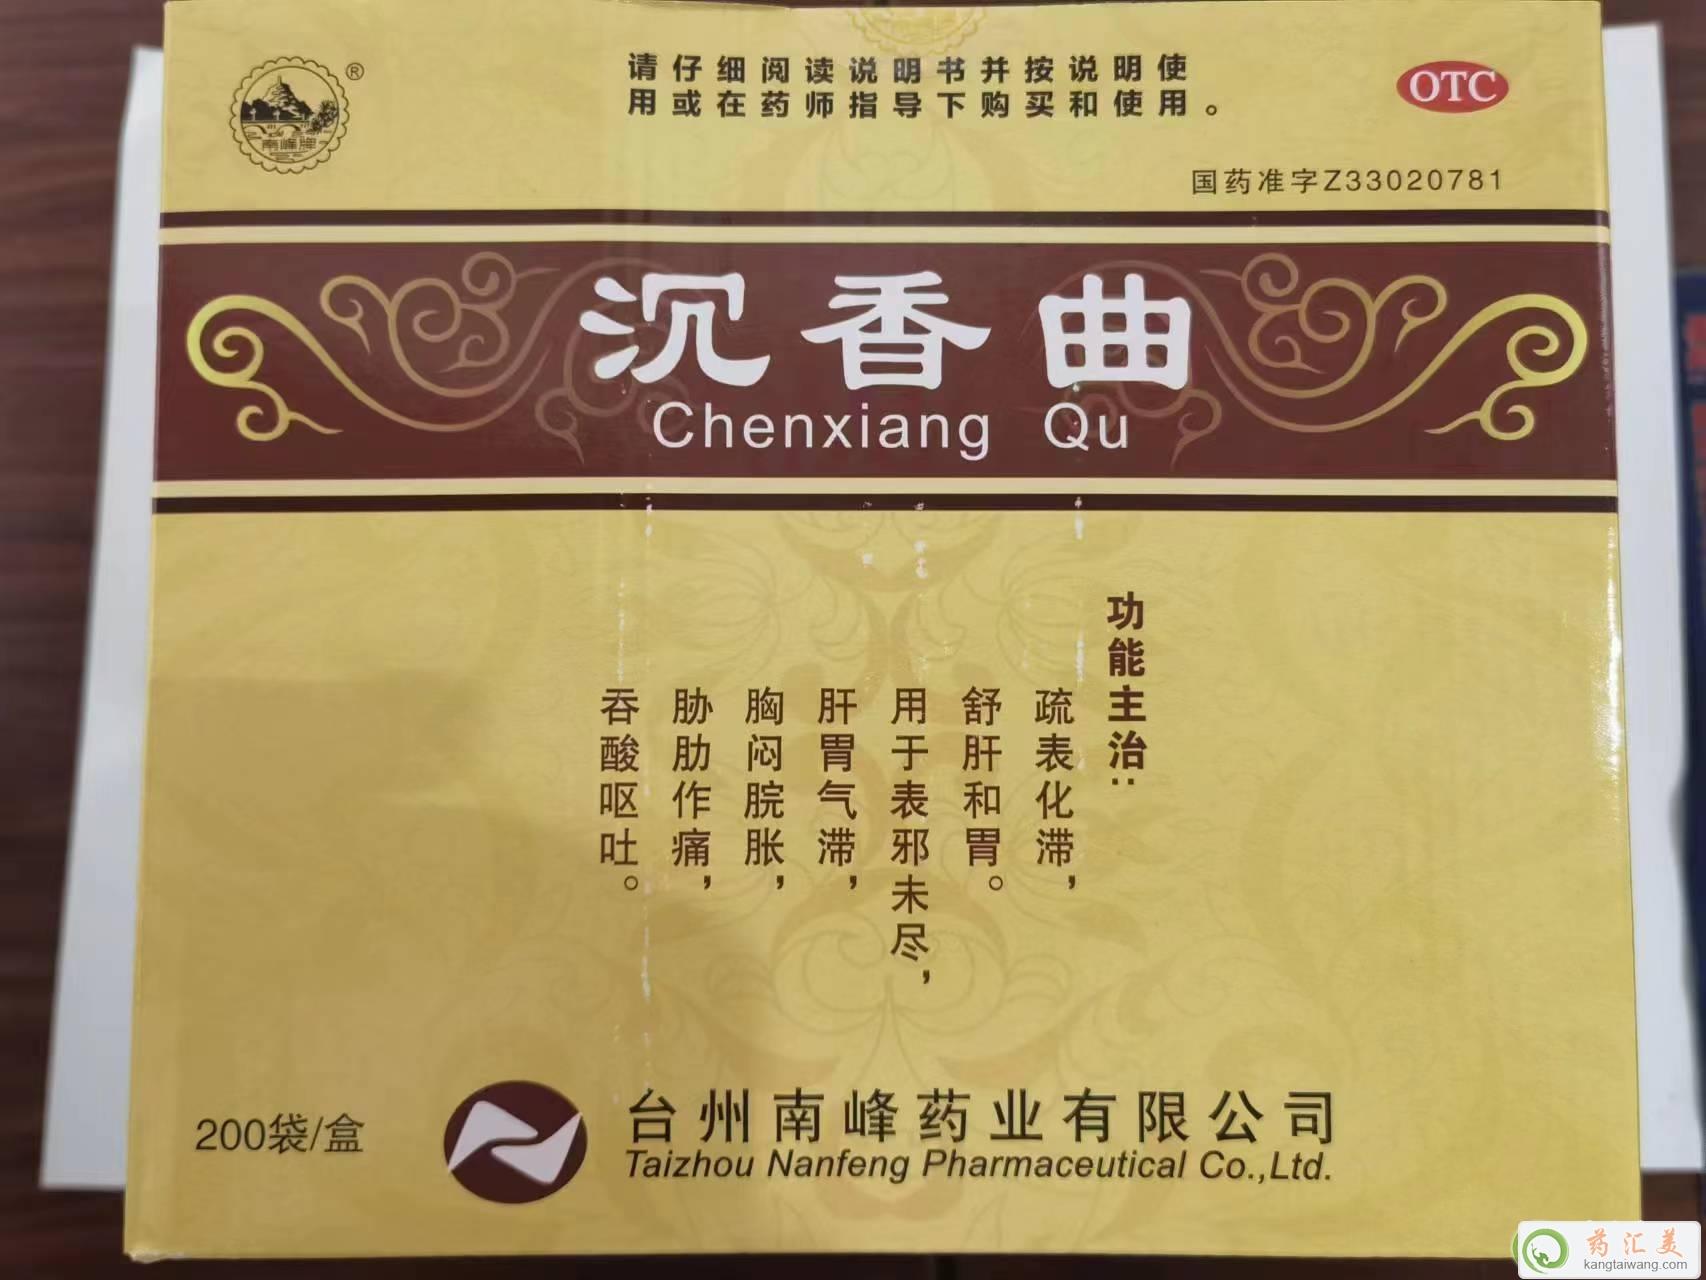 南峰牌
®
请仔细阅读说明书并按说明使
用或在药师指导下购买和使用。
OTC
国药准字Z33020781
沉香曲
Chenxiang Qu
功能主治：
疏表化滞，
舒肝和胃。
用于表邪未尽，
肝胃气滞，
胸闷脘胀，
胁肋作痛，
吞酸呕吐。
200袋/盒
台州南峰药业有限公司
Taizhou Nanfeng Pharmaceutical Co.,Ltd.
药汇美
kangtaiwang.com